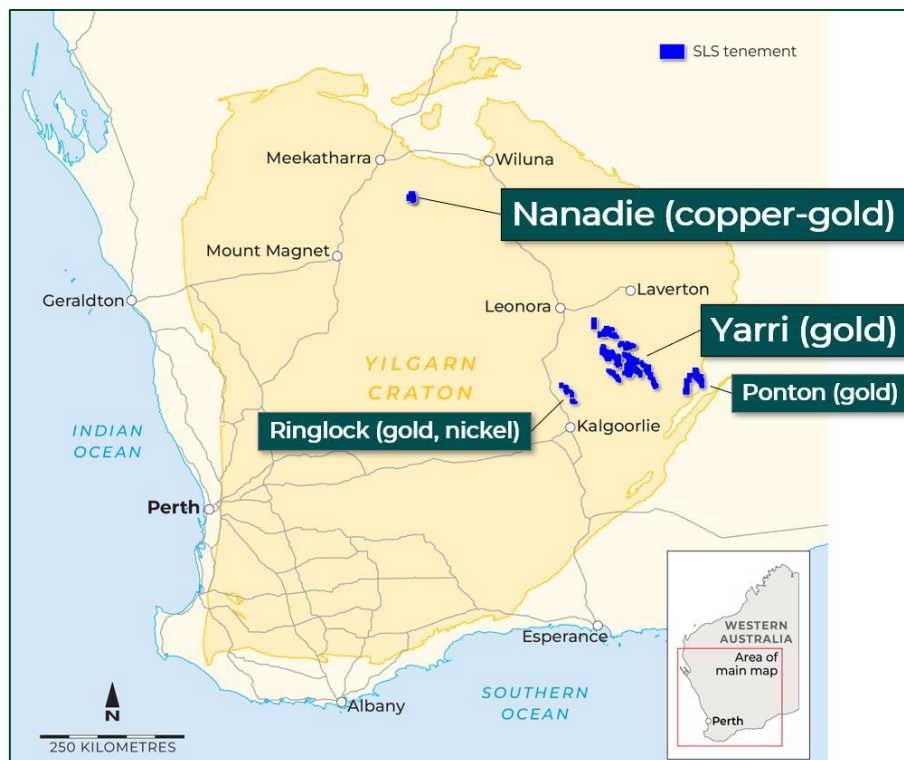 SLS tenement
Meekatharra
Wiluna
Nanadie (copper-gold)
Mount Magnet
Geraldton
Leonora
Laverton
Yarri (gold)
YILGARN
CRATON
Ponton (gold)
Ringlock (gold, nickel)
Kalgoorlie
INDIAN
OCEAN
Perth
Esperance
WESTERN
AUSTRALIA
Area of
main map
SOUTHERN
OCEAN
Albany
Perth
N
250 KILOMETRES